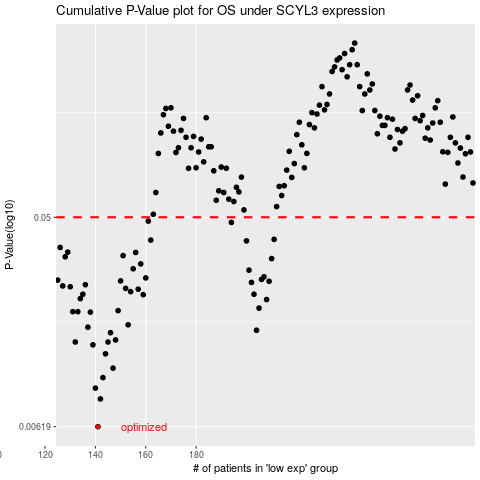 Cumulative P-Value plot for OS under SCYL3 expression
P-Value(log10)
0.05
0.00619
optimized
0 120 140 160 180
# of patients in 'low exp' group